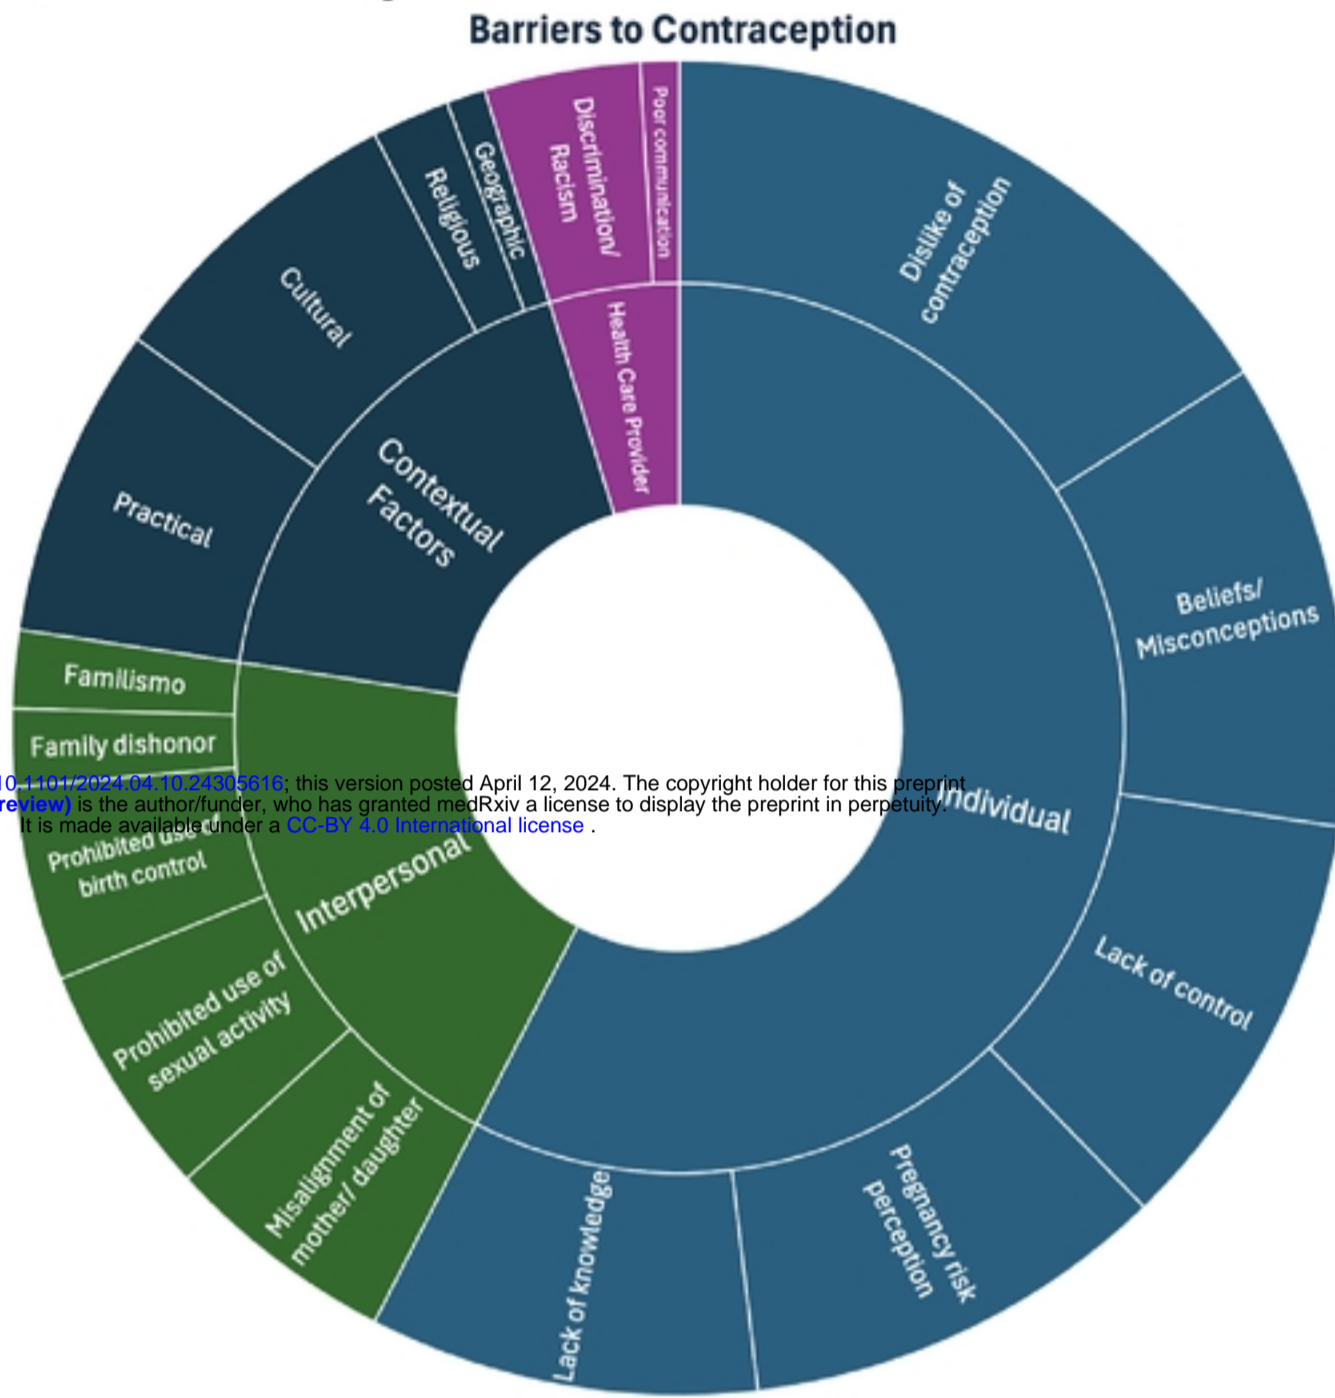 Barriers to Contraception
Dislike of
contraception
Beliefs/
Misconceptions
Lack of control
Pregnancy risk
perception
Lack of knowledge
Individual
Misalignment of
mother/ daughter
Prohibited use of
sexual activity
Prohibited use of
birth control
Family dishonor
Familismo
Interpersonal
Practical
Cultural
Religious
Geographic
Contextual
Factors
Discrimination/
Racism
Poor communication
Health Care Provider
10.1101/2024.04.10.24305616; this version posted April 12, 2024. The copyright holder for this preprint
review) is the author/funder, who has granted medRxiv a license to display the preprint in perpetuity.
It is made available under a CC-BY 4.0 International license .